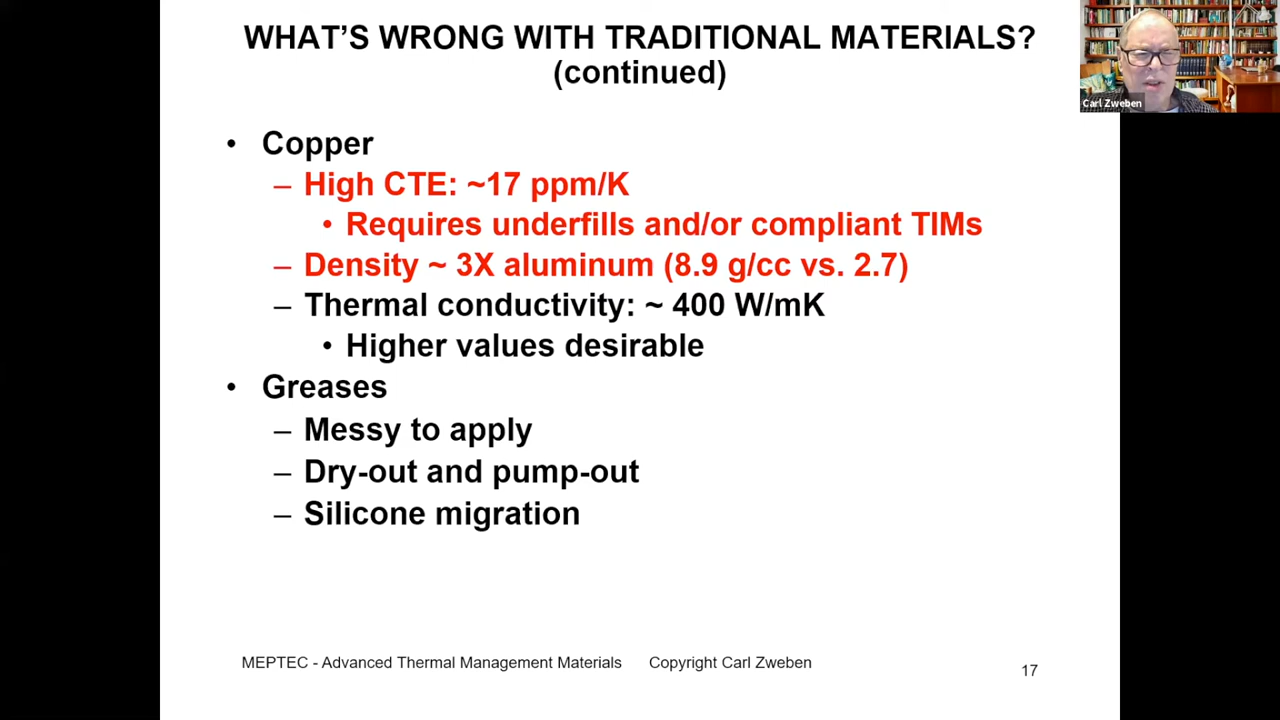 WHAT'S WRONG WITH TRADITIONAL MATERIALS?
(continued)
Carl Zweben
• Copper
– High CTE: ~17 ppm/K
• Requires underfills and/or compliant TIMs
– Density ~ 3X aluminum (8.9 g/cc vs. 2.7)
– Thermal conductivity: ~ 400 W/mK
• Higher values desirable
• Greases
– Messy to apply
– Dry-out and pump-out
– Silicone migration
MEPTEC - Advanced Thermal Management Materials Copyright Carl Zweben
17